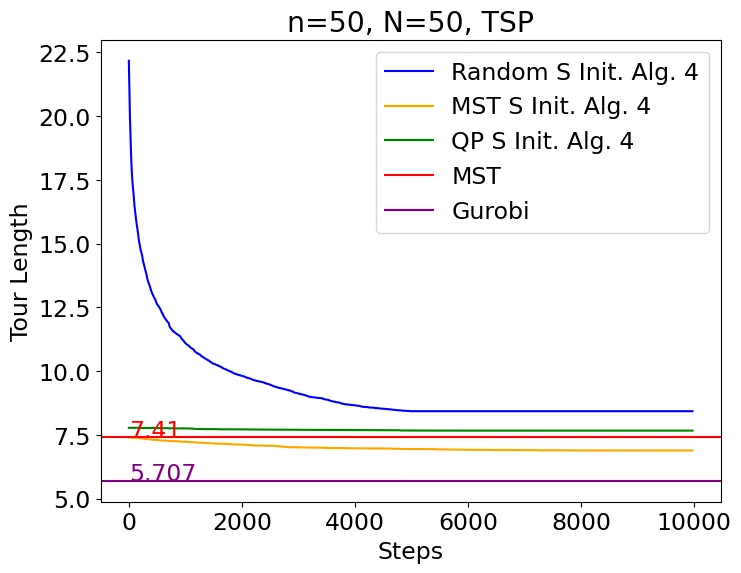 n=50, N=50, TSP
22.5
20.0
17.5
15.0
12.5
10.0
7.5
5.0
Tour Length
Random S Init. Alg. 4
MST S Init. Alg. 4
QP S Init. Alg. 4
MST
Gurobi
7.41
5.707
0 2000 4000 6000 8000 10000
Steps